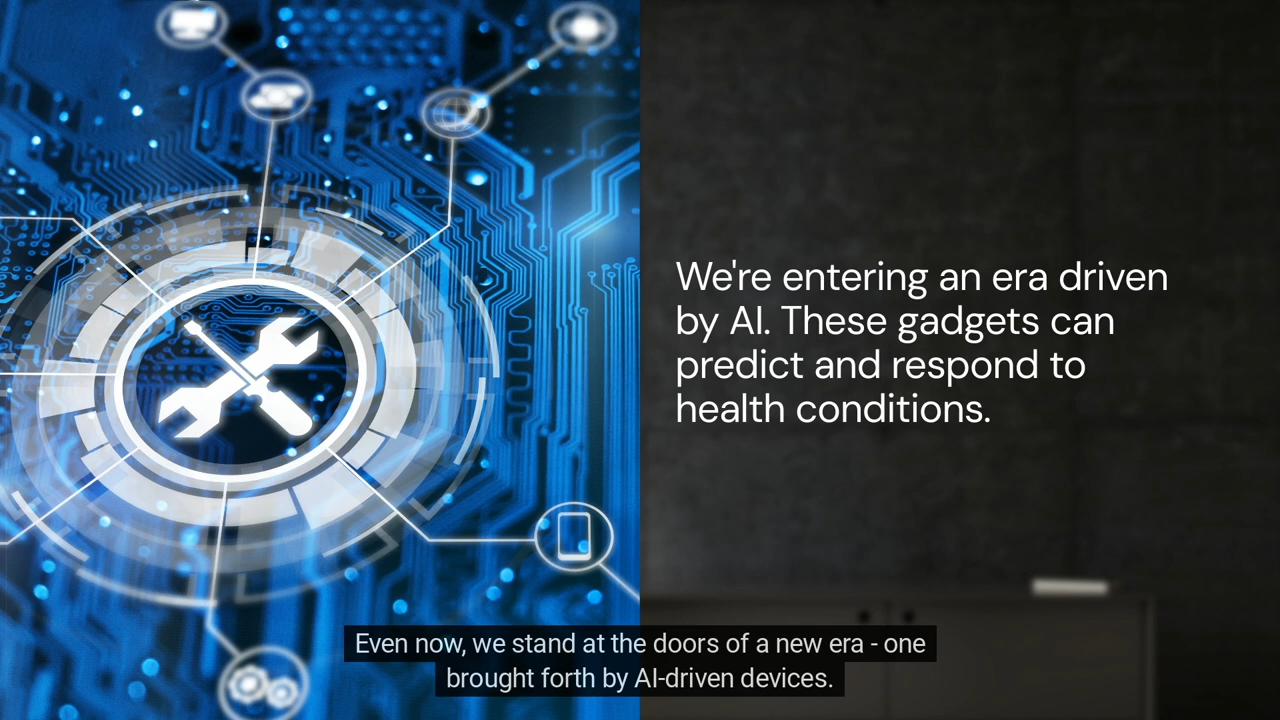 We're entering an era driven
by AI. These gadgets can
predict and respond to
health conditions.
Even now, we stand at the doors of a new era - one
brought forth by AI-driven devices.